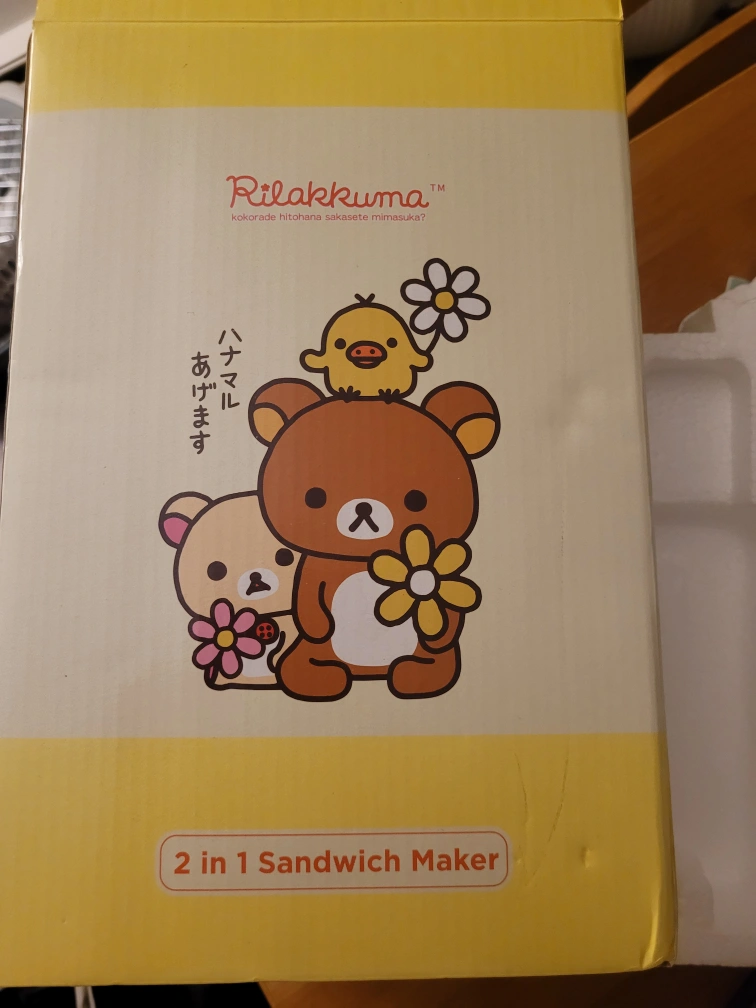 Rilakkuma™
kokorade hitohana sakasete mimasuka?
ハナマル
あげます
2 in 1 Sandwich Maker